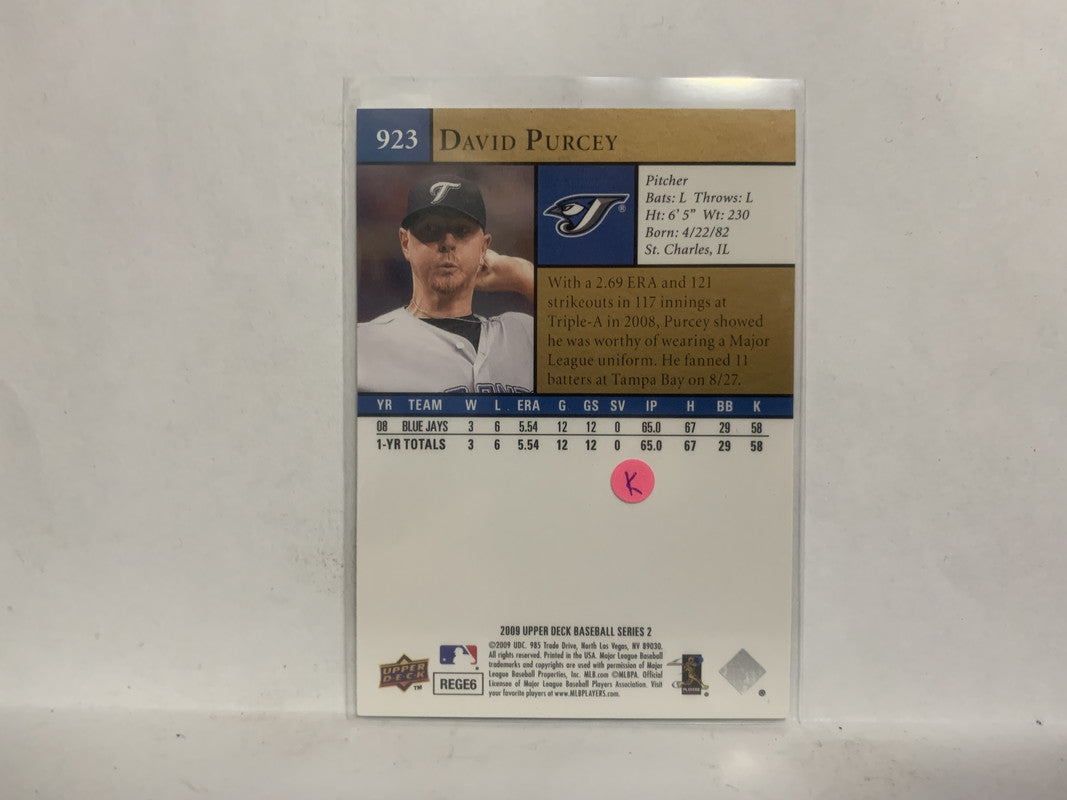 923 DAVID PURCEY
T
J ®
Pitcher
Bats: L Throws: L
Ht: 6' 5" Wt: 230
Born: 4/22/82
St. Charles, IL
With a 2.69 ERA and 121
strikeouts in 117 innings at
Triple-A in 2008, Purcey showed
he was worthy of wearing a Major
League uniform. He fanned 11
batters at Tampa Bay on 8/27.
YR TEAM W L ERA G GS SV IP H BB K
08 BLUE JAYS 3 6 5.54 12 12 0 65.0 67 29 58
1-YR TOTALS 3 6 5.54 12 12 0 65.0 67 29 58
K
2009 UPPER DECK BASEBALL SERIES 2
©2009 UDC. 985 Trade Drive, North Las Vegas, NV 89030.
All rights reserved. Printed in the USA. Major League Baseball
trademarks and copyrights are used with permission of Major
League Baseball Properties, Inc. MLB.com ©MLBPA. Official
Licensee of Major League Baseball Players Association. Visit
your favorite players at www.MLBPLAYERS.com.
UPPER
DECK
TM
REGE6